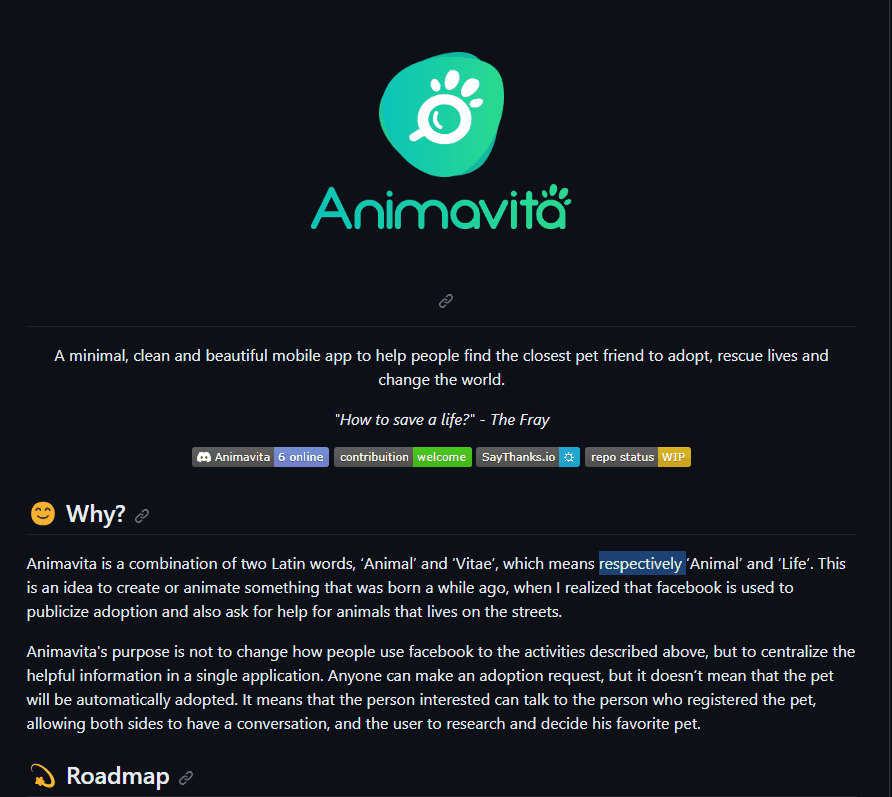 Animavita
A minimal, clean and beautiful mobile app to help people find the closest pet friend to adopt, rescue lives and
change the world.
"How to save a life?" - The Fray
Animavita 6 online contribuition welcome SayThanks.io repo status WIP
Why?
Animavita is a combination of two Latin words, ‘Animal’ and ‘Vitae’, which means respectively ‘Animal’ and ‘Life’. This
is an idea to create or animate something that was born a while ago, when I realized that facebook is used to
publicize adoption and also ask for help for animals that lives on the streets.
Animavita's purpose is not to change how people use facebook to the activities described above, but to centralize the
helpful information in a single application. Anyone can make an adoption request, but it doesn’t mean that the pet
will be automatically adopted. It means that the person interested can talk to the person who registered the pet,
allowing both sides to have a conversation, and the user to research and decide his favorite pet.
Roadmap